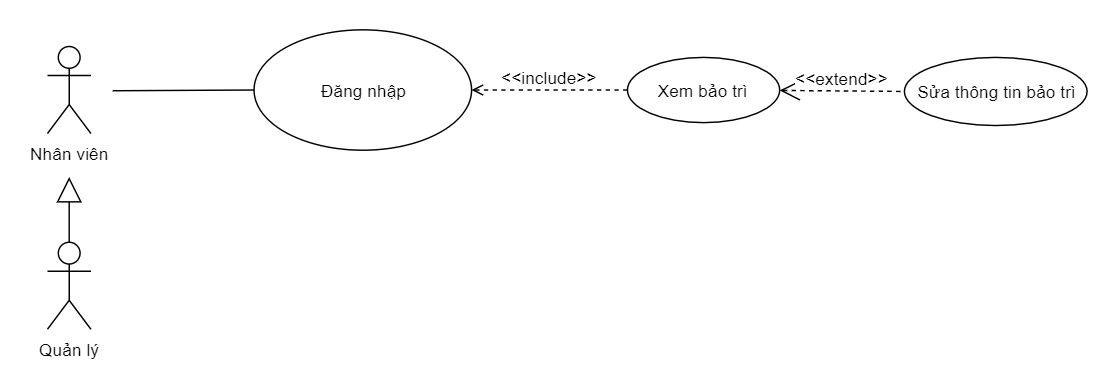 <<include>>
<<extend>>
Đăng nhập
Xem bảo trì
Sửa thông tin bảo trì
Nhân viên
Quản lý